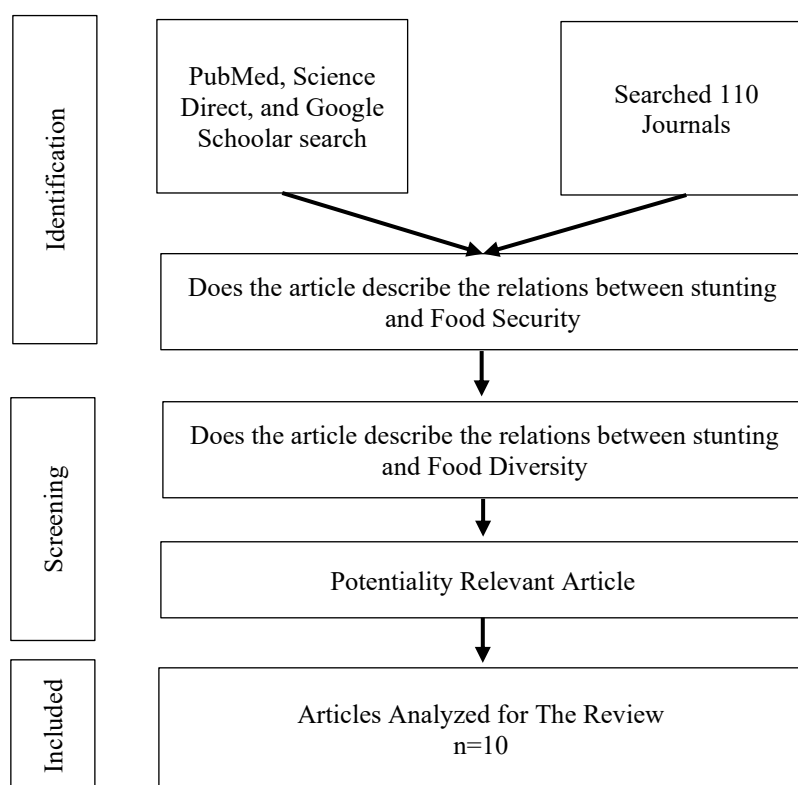 Identification
PubMed, Science
Direct, and Google
Schoolar search
Searched 110
Journals
Does the article describe the relations between stunting
and Food Security
Screening
Does the article describe the relations between stunting
and Food Diversity
Potentiality Relevant Article
Included
Articles Analyzed for The Review
n=10